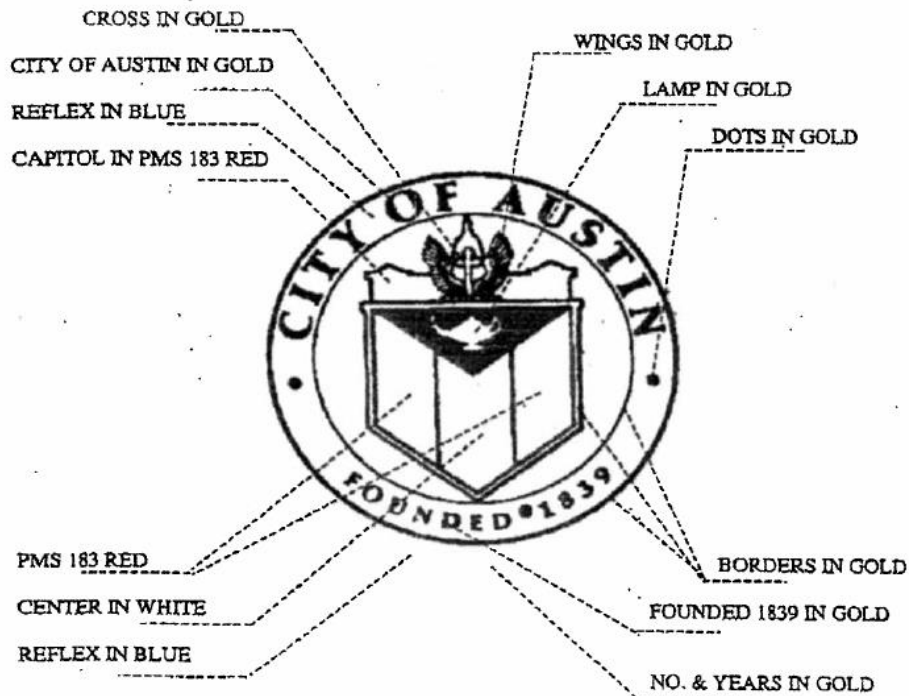 CROSS IN GOLD
CITY OF AUSTIN IN GOLD
REFLEX IN BLUE
CAPITOL IN PMS 183 RED
WINGS IN GOLD
LAMP IN GOLD
DOTS IN GOLD
CITY OF AUSTIN
FOUNDED • 1839
PMS 183 RED
CENTER IN WHITE
REFLEX IN BLUE
BORDERS IN GOLD
FOUNDED 1839 IN GOLD
NO. & YEARS IN GOLD